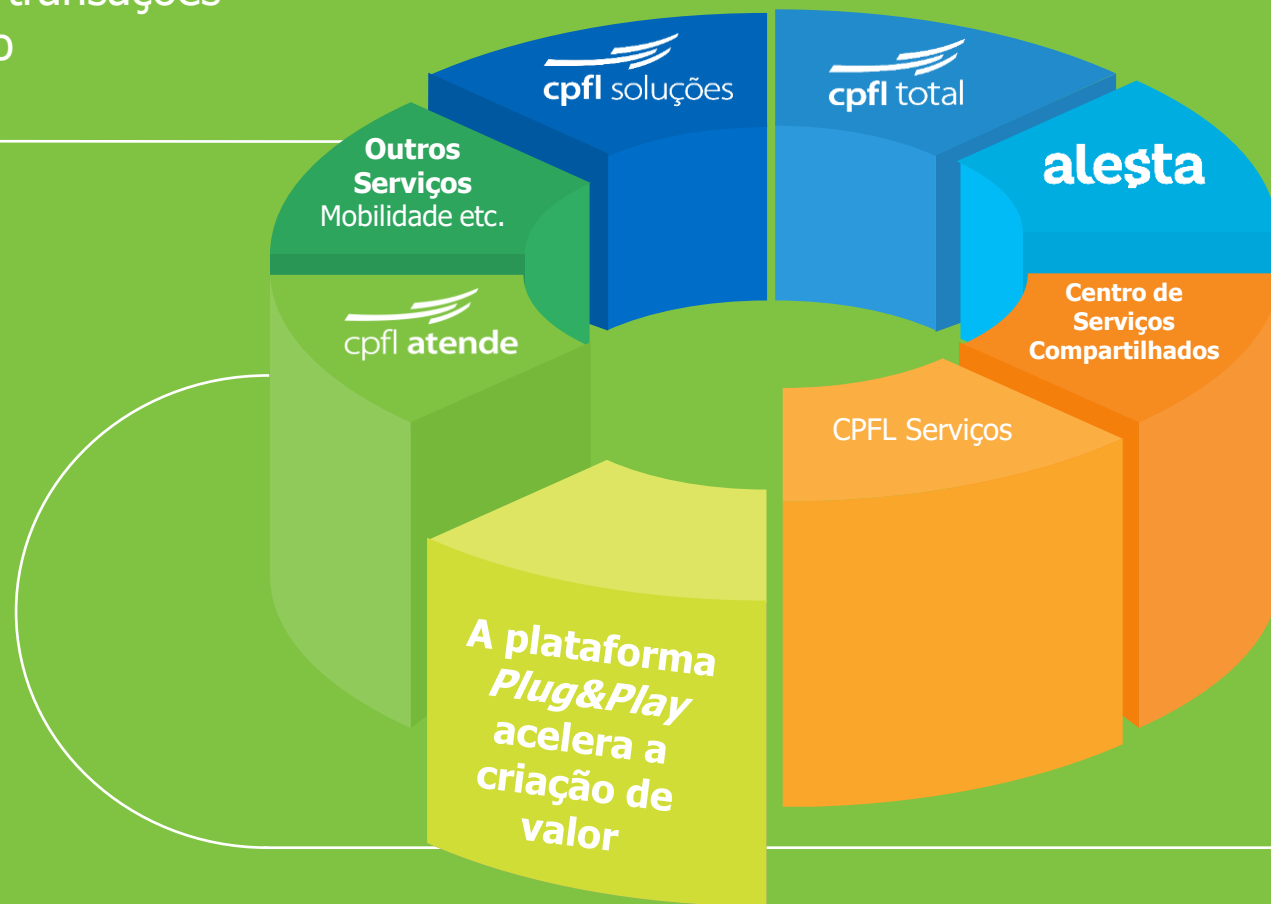 transações
o
cpfl soluções
cpfl total
Outros
Serviços
Mobilidade etc.
alesta
cpfl atende
Centro de
Serviços
Compartilhados
CPFL Serviços
A plataforma
Plug&Play
acelera a
criação de
valor